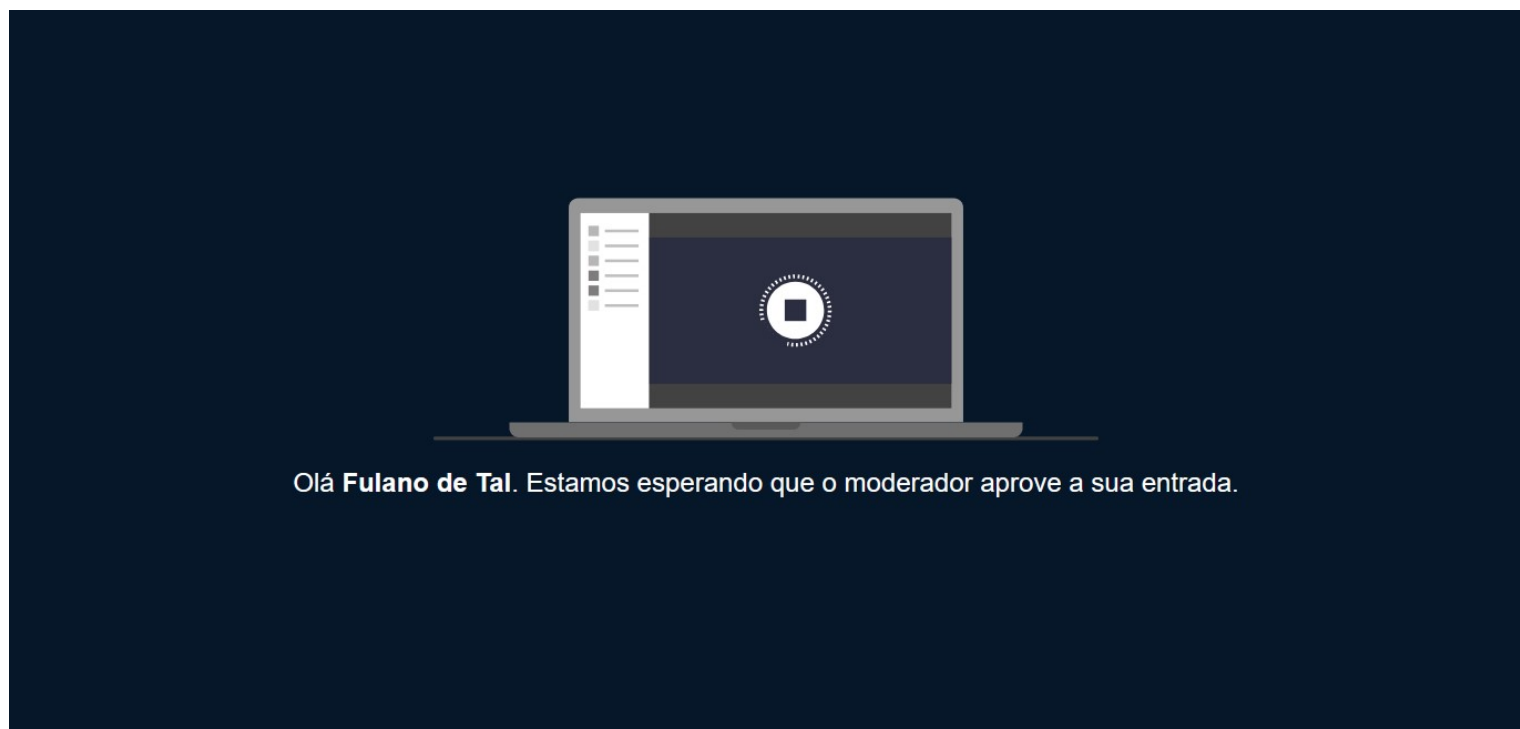 Olá Fulano de Tal. Estamos esperando que o moderador aprove a sua entrada.